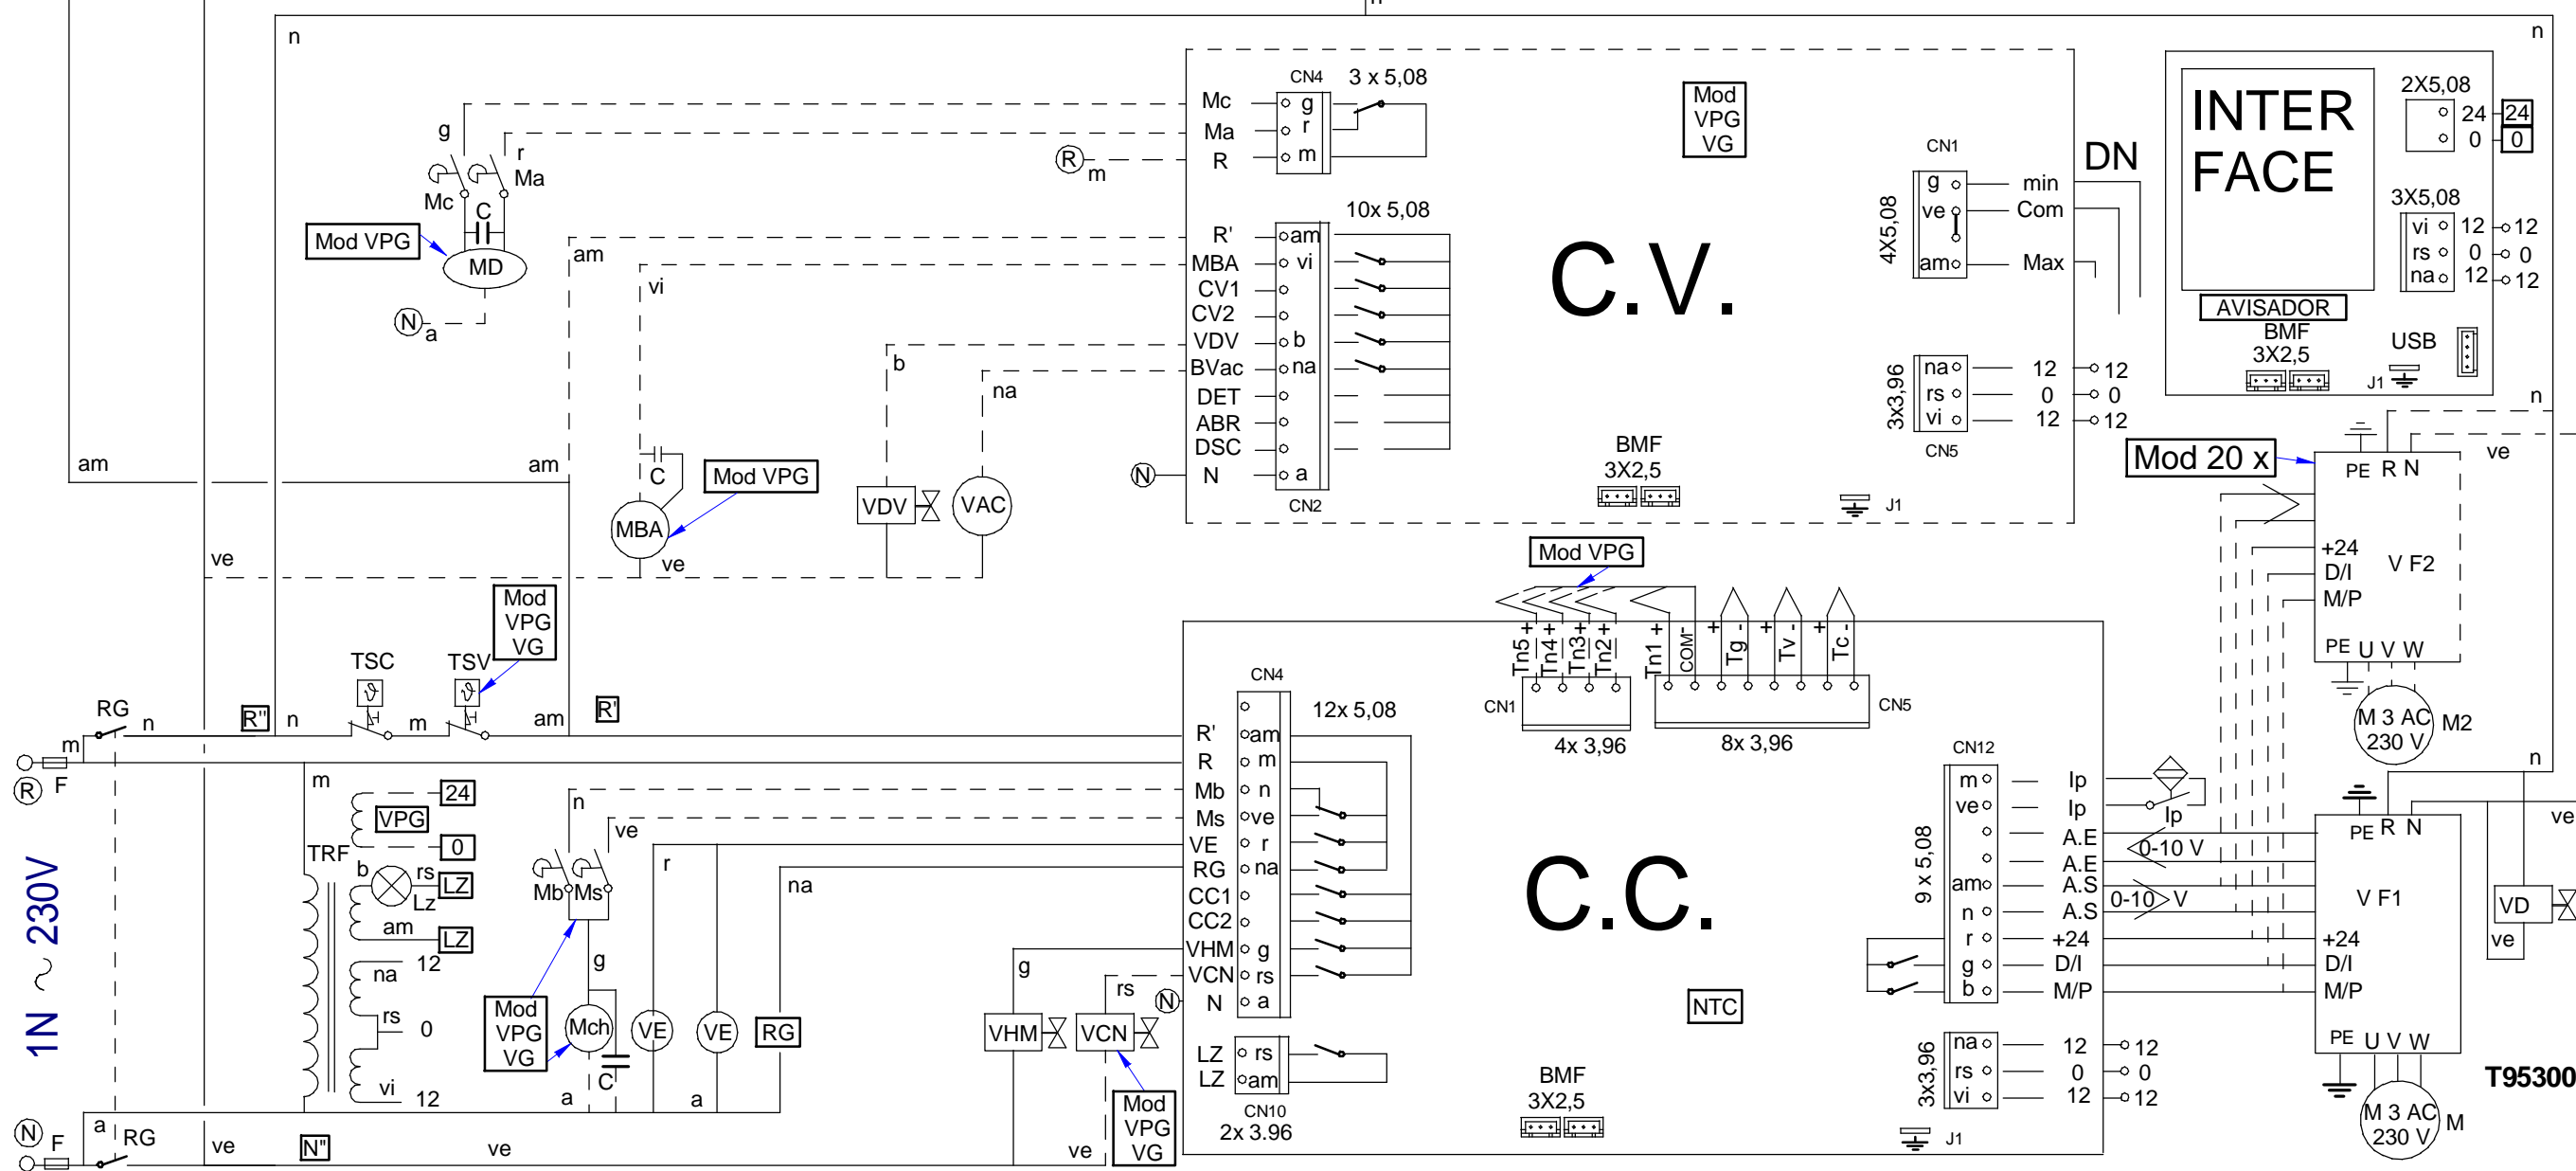 n
n
n
g
r
Ma
Mc
C
Mod VPG
MD
N
a
R
m
Mc
Ma
R
CN4
3 x 5,08
g
r
m
Mod
VPG
VG
10x 5,08
R'
MBA
CV1
CV2
VDV
BVac
DET
ABR
DSC
N
am
vi
b
na
a
CN2
N
am
vi
b
na
C.V.
CN1
4X5,08
g
ve
am
min
Com
Max
DN
3x3,96
na
rs
vi
12
0
12
12
0
12
CN5
BMF
3X2,5
J1
INTER
FACE
AVISADOR
BMF
3X2,5
J1
USB
2X5,08
24
0
24
0
3X5,08
vi
rs
na
12
0
12
12
0
12
n
am
am
C
MBA
Mod VPG
VDV
VAC
ve
ve
Mod 20 x
PE R N
ve
+24
D/I
M/P
V F2
PE U V W
M 3 AC
230 V
M2
Mod
VPG
VG
TSC
TSV
RG
n
R"
n
m
am
R'
m
R
F
Mod VPG
Tn5 +
Tn4 +
Tn3 +
Tn2 +
Tn1 +
COM -
+ Tg -
+ Tv -
+ Tc -
CN1
4x 3,96
CN5
8x 3,96
CN4
12x 5,08
R'
R
Mb
Ms
VE
RG
CC1
CC2
VHM
VCN
N
am
m
n
ve
r
na
g
rs
a
N
LZ
LZ
rs
am
CN10
2x 3.96
C.C.
NTC
BMF
3X2,5
J1
CN12
9 x 5,08
m
ve
am
n
r
g
b
Ip
Ip
A.E
A.E
A.S
A.S
+24
D/I
M/P
Ip
0-10 V
0-10 V
3x3,96
na
rs
vi
12
0
12
12
0
12
n
PE R N
ve
V F1
+24
D/I
M/P
PE U V W
M 3 AC
230 V
M
VD
ve
T95300
1N ~ 230V
m
TRF
24
VPG
0
b
rs
LZ
Lz
am
LZ
na
12
rs
0
vi
12
n
ve
Mb
Ms
g
Mod
VPG
VG
Mch
C
a
r
VE
VE
a
na
RG
g
VHM
rs
VCN
Mod
VPG
VG
N
F
a
RG
ve
N"
ve
ve